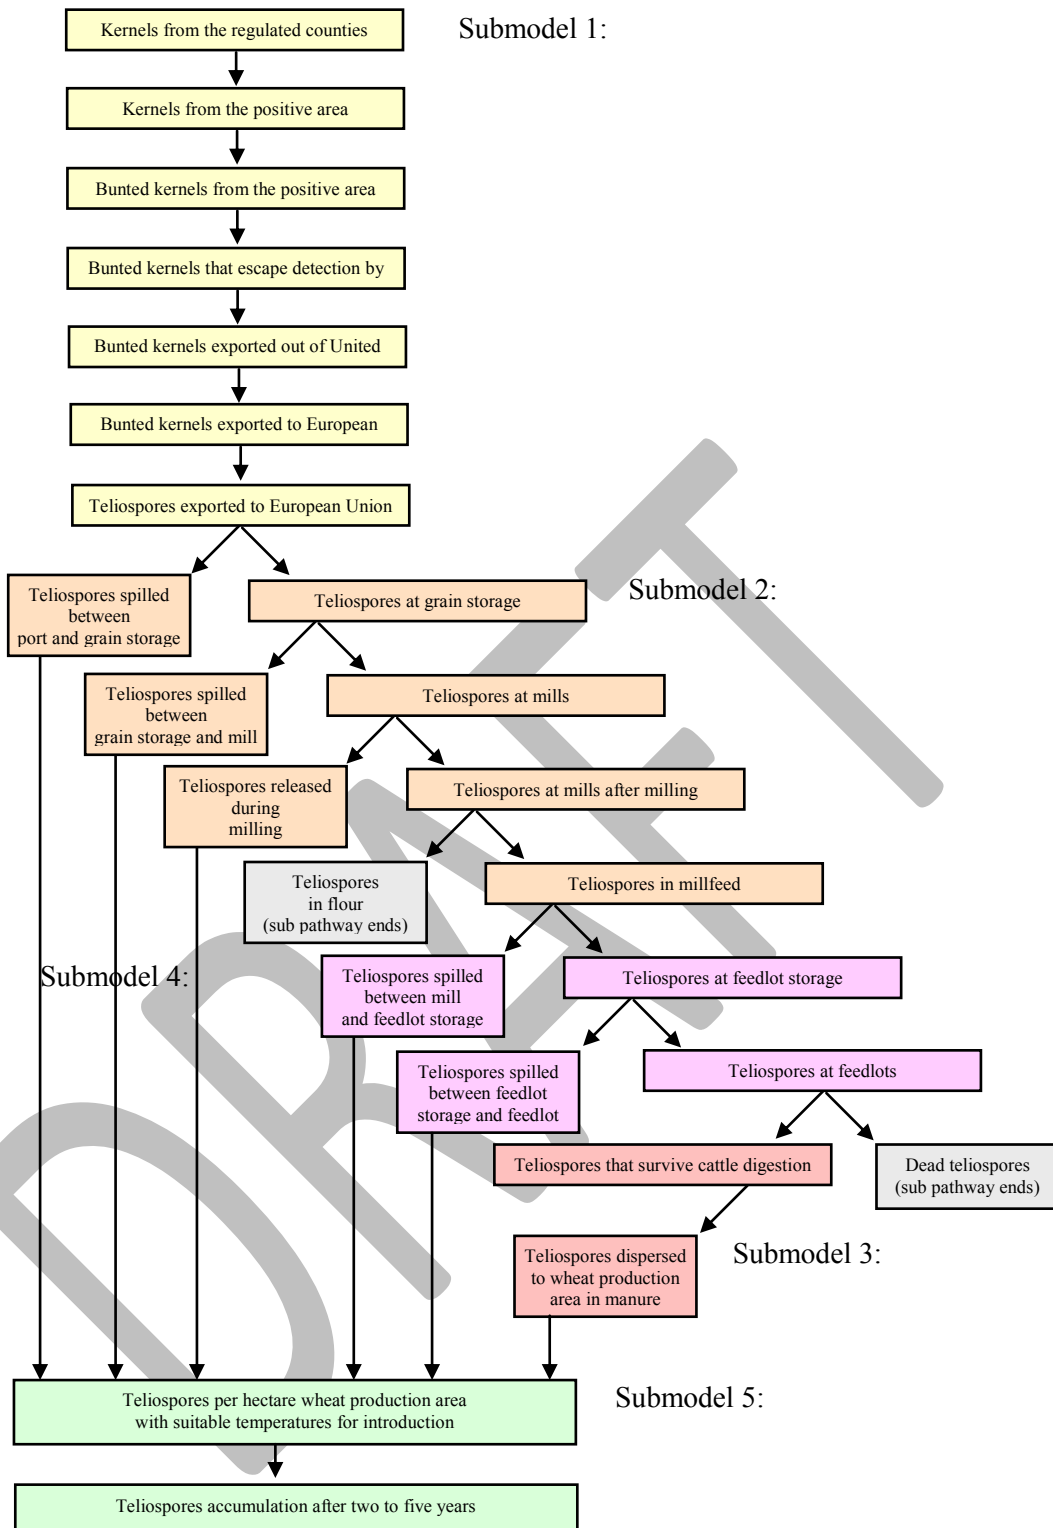 Kernels from the regulated counties
Submodel 1:
Kernels from the positive area
Bunted kernels from the positive area
Bunted kernels that escape detection by
Bunted kernels exported out of United
Bunted kernels exported to European
Teliospores exported to European Union
Teliospores spilled
between
port and grain storage
Teliospores at grain storage
Submodel 2:
Teliospores spilled
between
grain storage and mill
Teliospores at mills
Teliospores released
during
milling
Teliospores at mills after milling
Teliospores
in flour
(sub pathway ends)
Teliospores in millfeed
Submodel 4:
Teliospores spilled
between mill
and feedlot storage
Teliospores at feedlot storage
Teliospores spilled
between feedlot
storage and feedlot
Teliospores at feedlots
Teliospores that survive cattle digestion
Dead teliospores
(sub pathway ends)
Teliospores dispersed
to wheat production
area in manure
Submodel 3:
Teliospores per hectare wheat production area
with suitable temperatures for introduction
Submodel 5:
Teliospores accumulation after two to five years
DRAFT